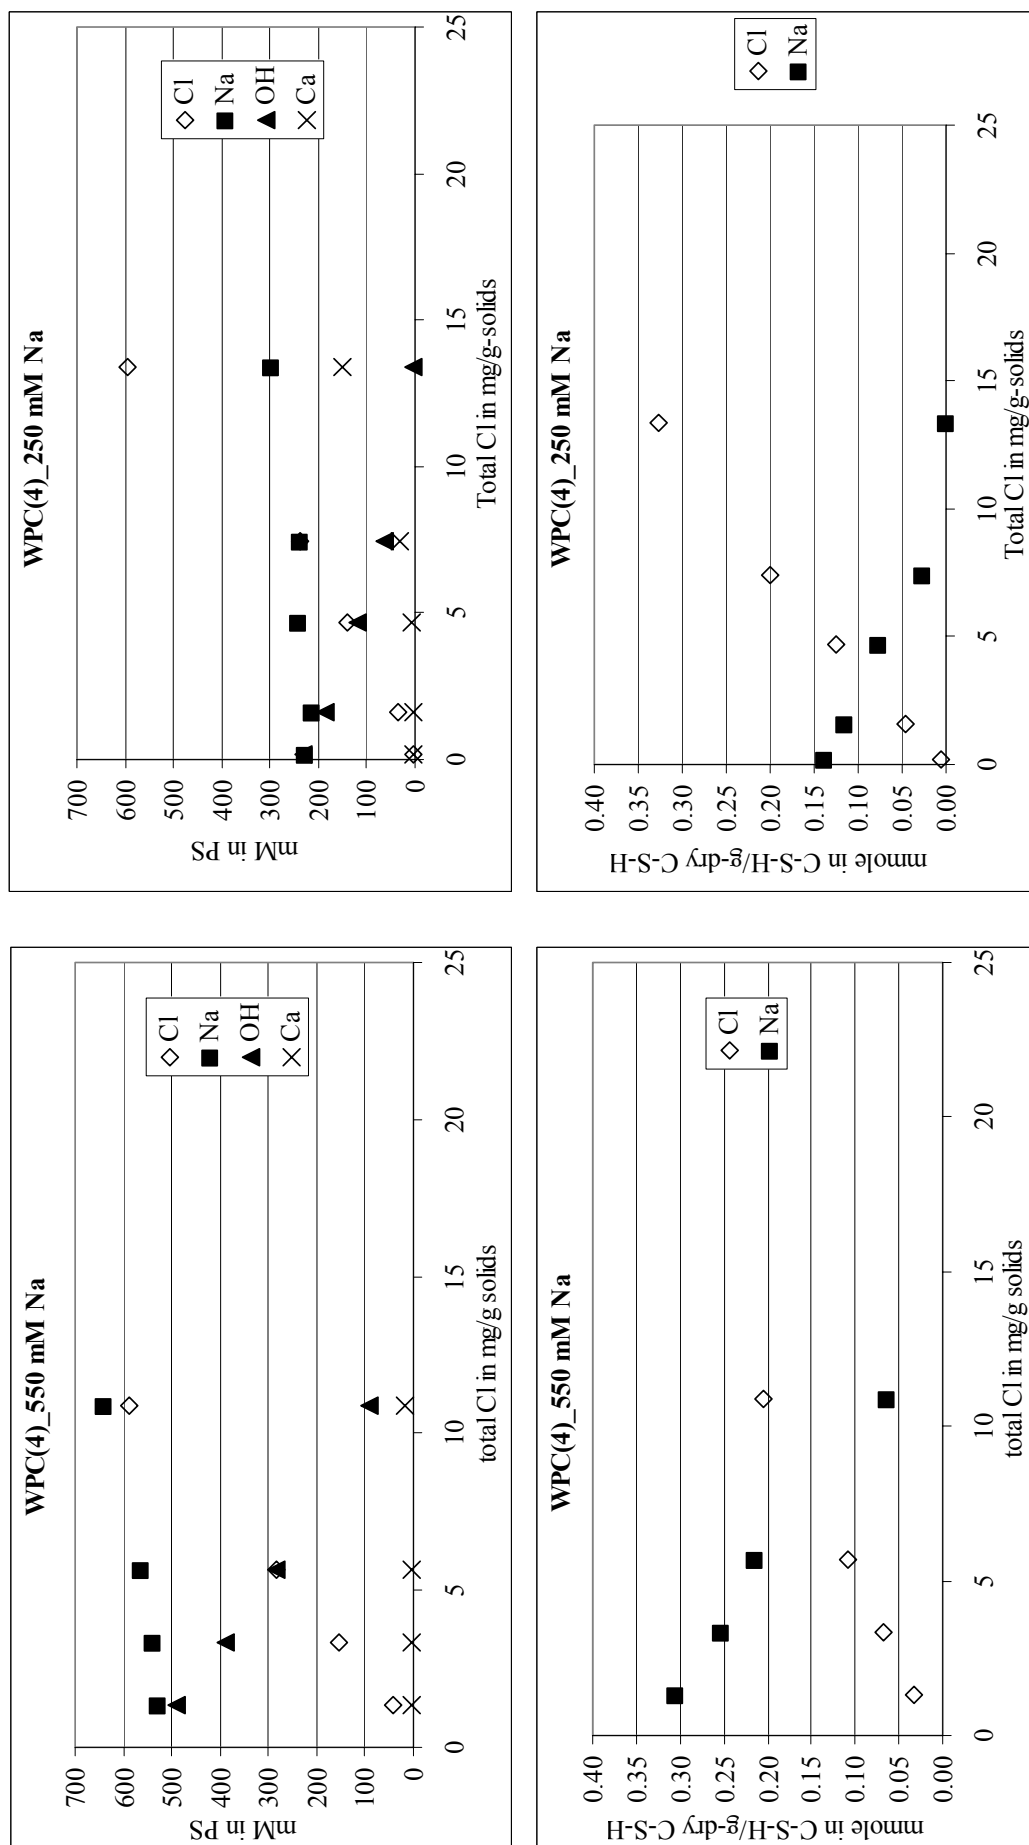 WPC(4)_550 mM Na
700
600
500
400
300
200
100
0
mM in PS
0
5
10
15
20
25
total Cl in mg/g solids
Cl
Na
OH
Ca
WPC(4)_250 mM Na
700
600
500
400
300
200
100
0
mM in PS
0
5
10
15
20
25
Total Cl in mg/g-solids
Cl
Na
OH
Ca
WPC(4)_550 mM Na
0.40
0.35
0.30
0.25
0.20
0.15
0.10
0.05
0.00
mmole in C-S-H/g-dry C-S-H
0
5
10
15
20
25
total Cl in mg/g solids
Cl
Na
WPC(4)_250 mM Na
0.40
0.35
0.30
0.25
0.20
0.15
0.10
0.05
0.00
mmole in C-S-H/g-dry C-S-H
0
5
10
15
20
25
Total Cl in mg/g-solids
Cl
Na